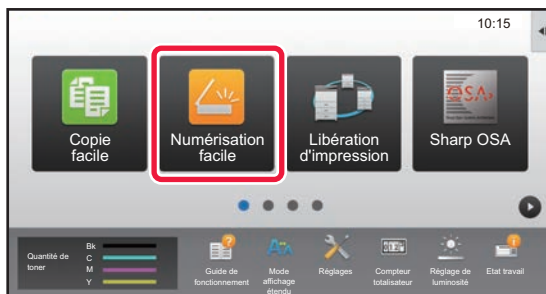 10:15
Copie
facile
Numérisation
facile
Libération
d'impression
Sharp OSA
OSA
Quantité de
toner
Bk
C
M
Y
Guide de
fonctionnement
Mode
affichage
étendu
Réglages
Compteur
totalisateur
Réglage de
luminosité
Etat travail